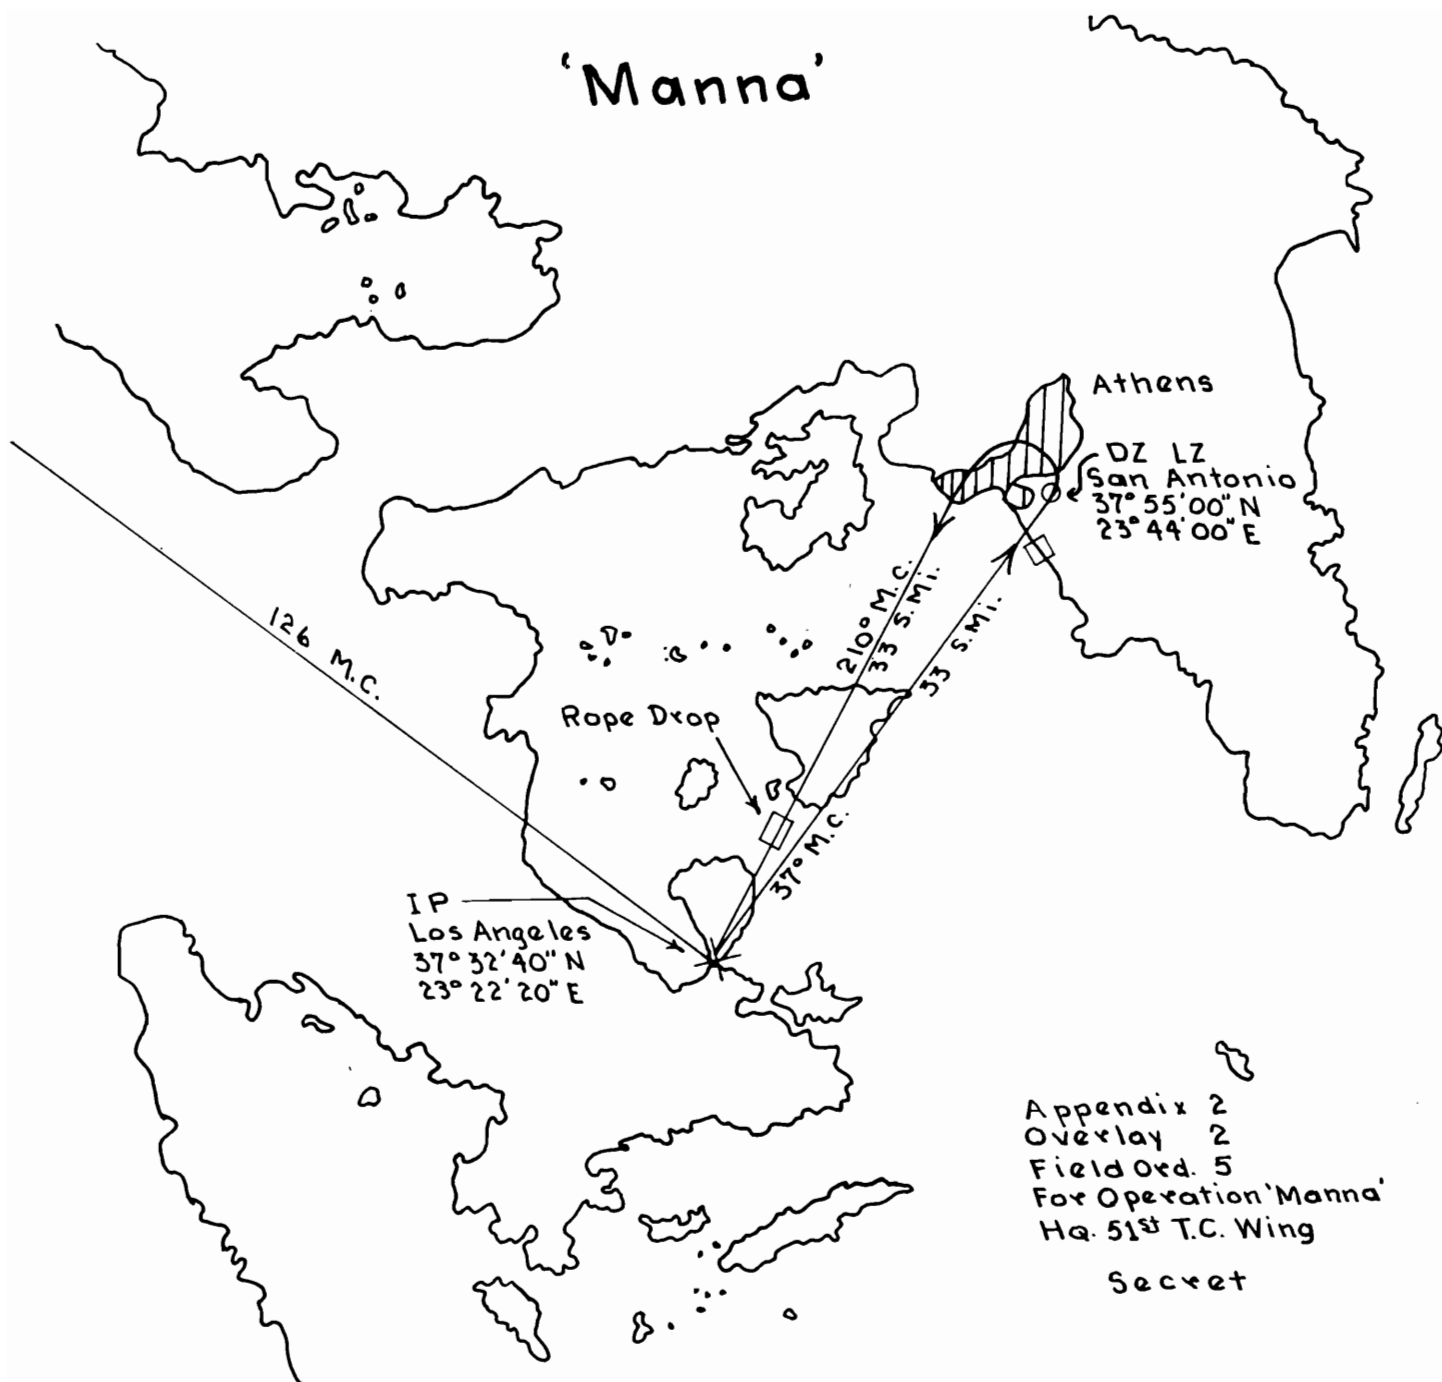 'Manna'
Athens
DZ LZ
San Antonio
37° 55' 00" N
23° 44' 00" E
210° M.C.
33 S.Mi.
33 S.Mi.
126 M.C.
Rope Drop
37° M.C.
IP
Los Angeles
37° 32' 40" N
23° 22' 20" E
Appendix 2
Overlay 2
Field Ord. 5
For Operation 'Manna'
Hq. 51st T.C. Wing
Secret